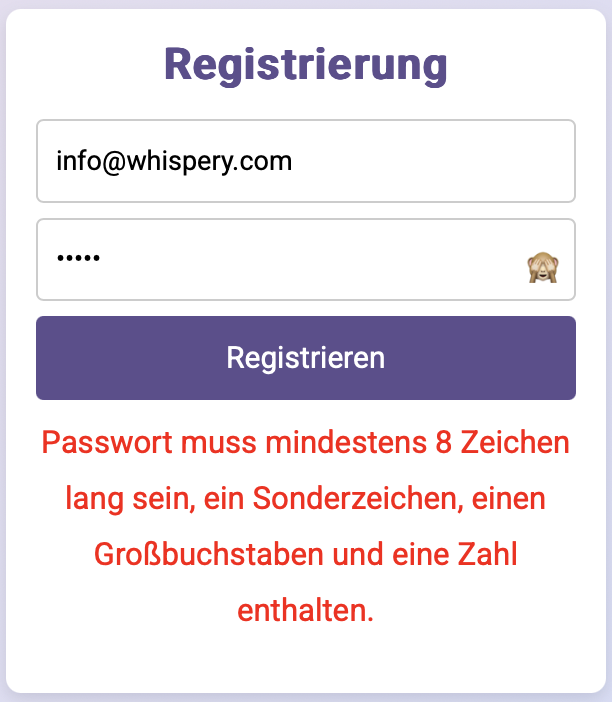 Registrierung
info@whispery.com
•••••
Registrieren
Passwort muss mindestens 8 Zeichen
lang sein, ein Sonderzeichen, einen
Großbuchstaben und eine Zahl
enthalten.